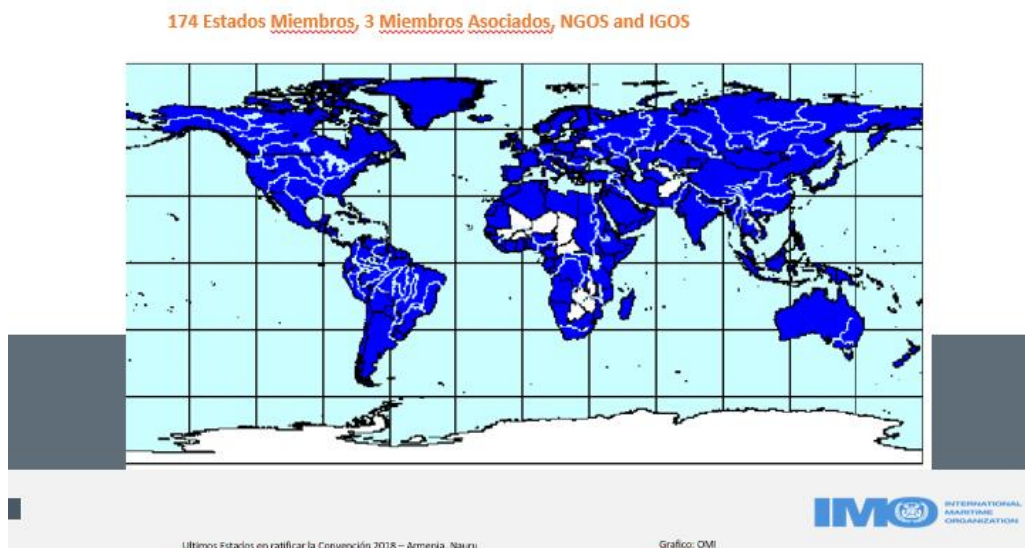 174 Estados Miembros, 3 Miembros Asociados, NGOS and IGOS
IMO
INTERNATIONAL
MARITIME
ORGANIZATION
Ultimos Estados en ratificar la Convención 2018 – Armenia, Nauru
Grafico: OMI